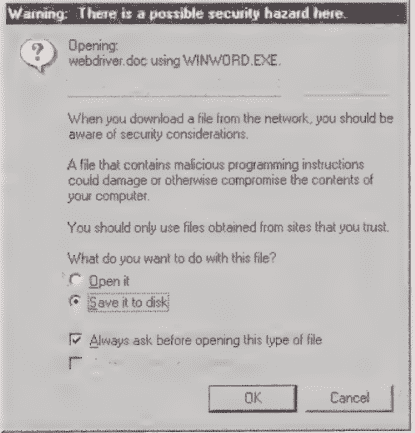 Warning: There is a possible security hazard here.
Opening:
webdriver.doc using WINWORD.EXE.
When you download a file from the network, you should be
aware of security considerations.
A file that contains malicious programming instructions
could damage or otherwise compromise the contents of
your computer.
You should only use files obtained from sites that you trust.
What do you want to do with this file?
Open it
Save it to disk
Always ask before opening this type of file
OK
Cancel